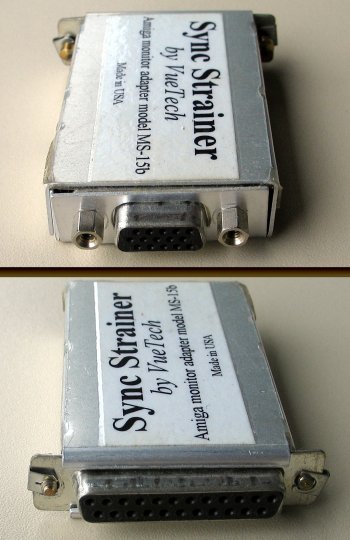 Sync Strainer
by VueTech
Amiga monitor adapter model MS-15b
Made in USA
Sync Strainer
by VueTech
Amiga monitor adapter model MS-15b
Made in USA